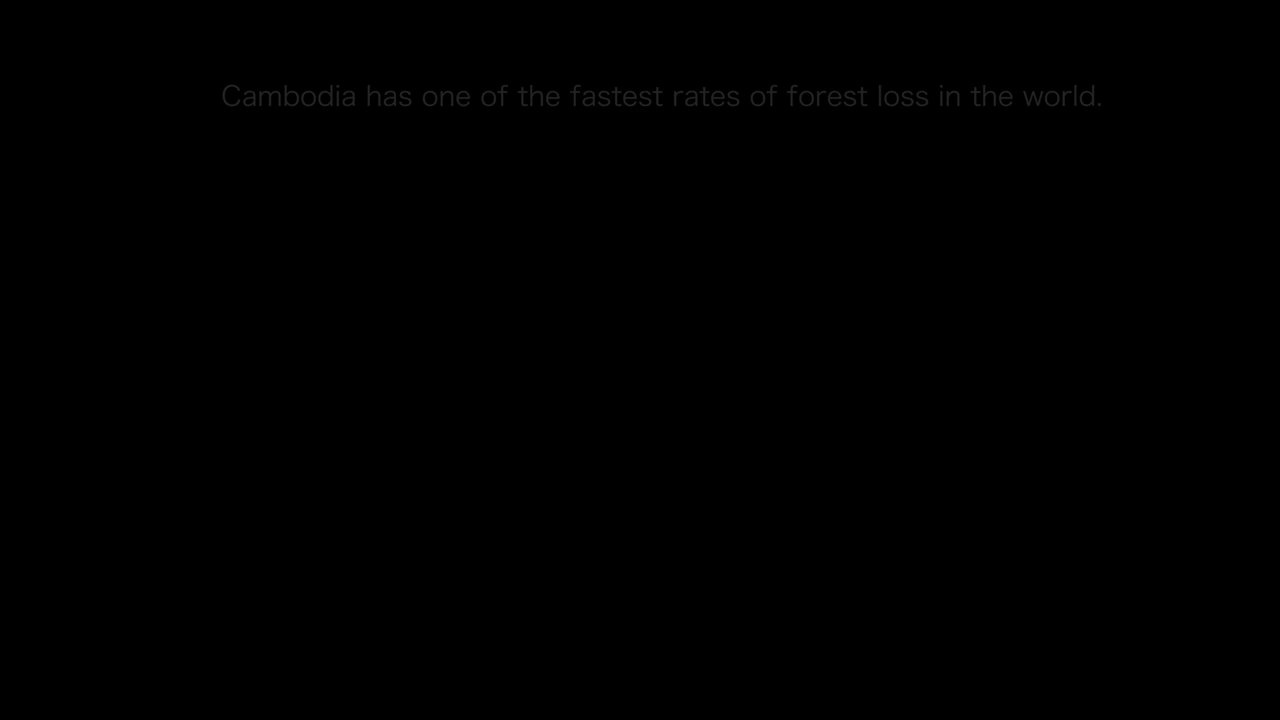 Cambodia has one of the fastest rates of forest loss in the world.